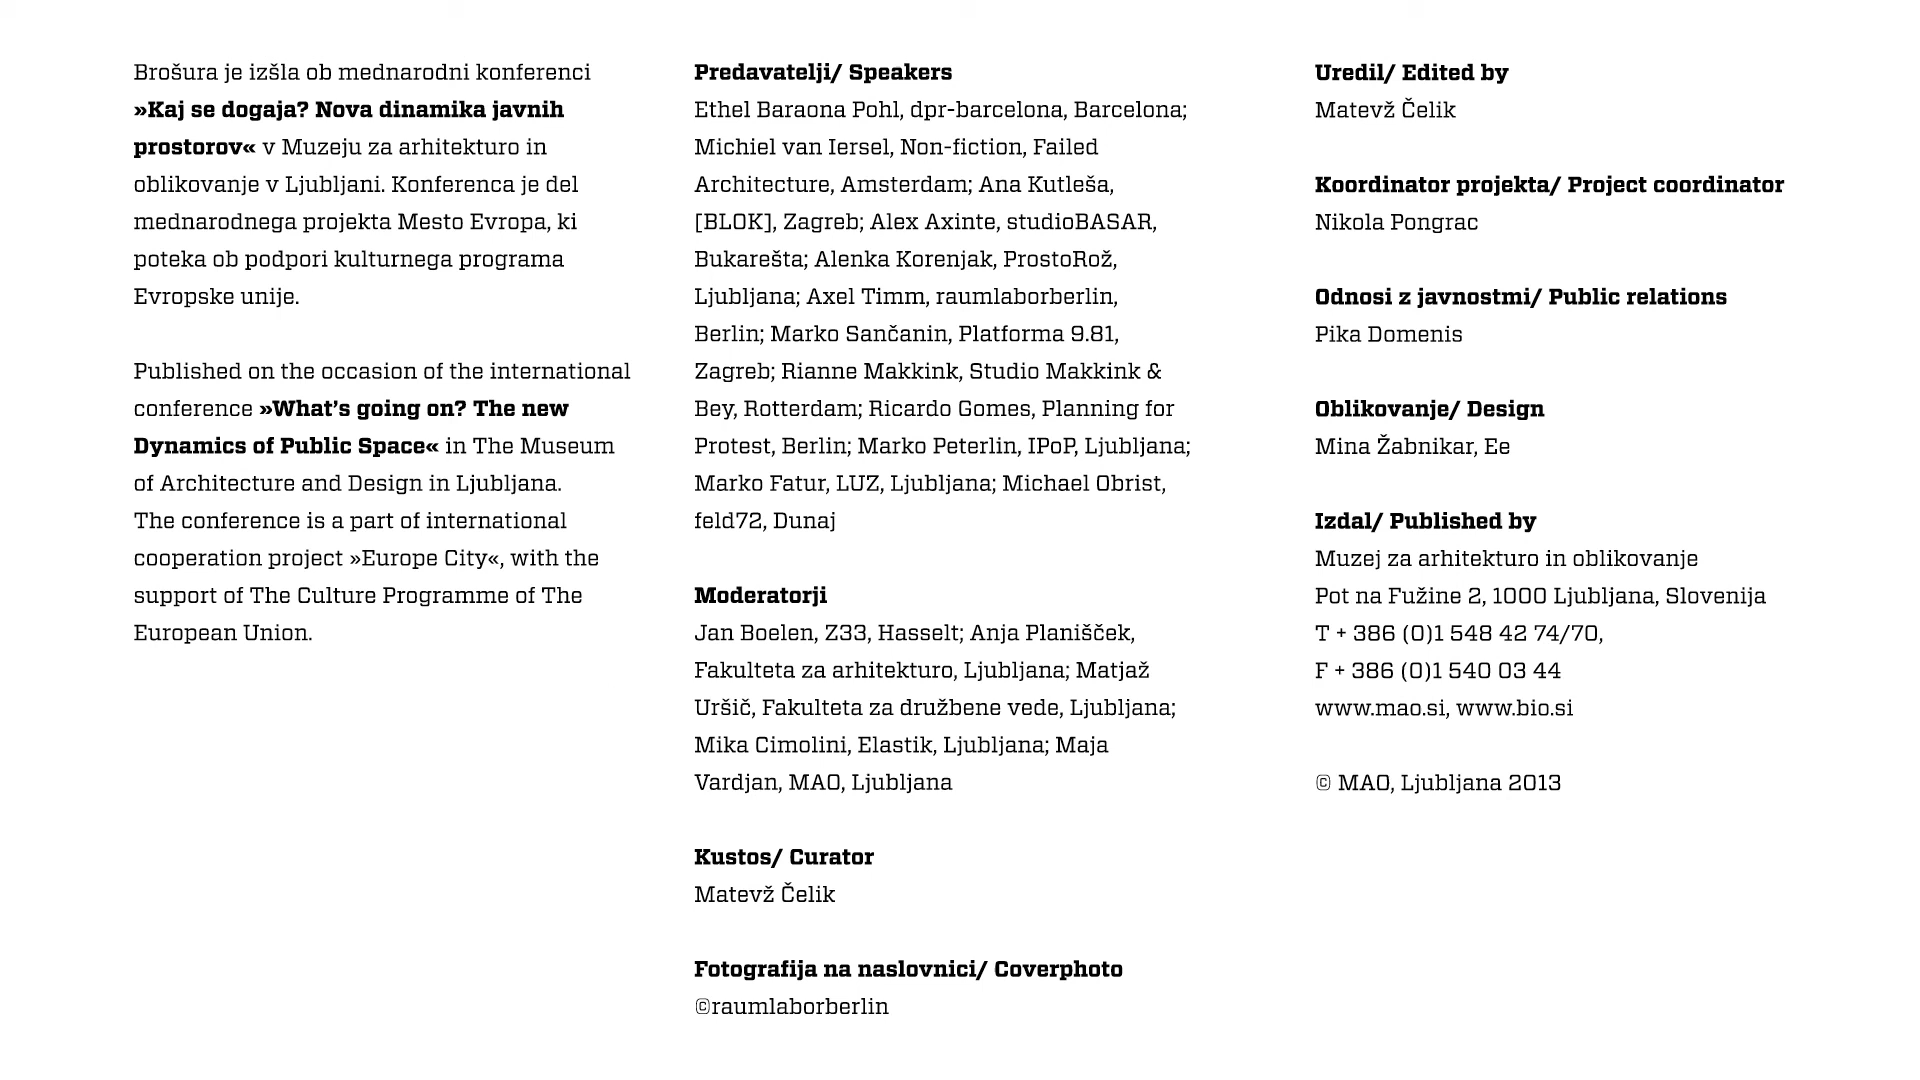 Brošura je izšla ob mednarodni konferenci
»Kaj se dogaja? Nova dinamika javnih
prostorov« v Muzeju za arhitekturo in
oblikovanje v Ljubljani. Konferenca je del
mednarodnega projekta Mesto Evropa, ki
poteka ob podpori kulturnega programa
Evropske unije.

Published on the occasion of the international
conference »What’s going on? The new
Dynamics of Public Space« in The Museum
of Architecture and Design in Ljubljana.
The conference is a part of international
cooperation project »Europe City«, with the
support of The Culture Programme of The
European Union.

Predavatelji/ Speakers
Ethel Baraona Pohl, dpr-barcelona, Barcelona;
Michiel van Iersel, Non-fiction, Failed
Architecture, Amsterdam; Ana Kutleša,
[BLOK], Zagreb; Alex Axinte, studioBASAR,
Bukarešta; Alenka Korenjak, ProstoRož,
Ljubljana; Axel Timm, raumlaborberlin,
Berlin; Marko Sančanin, Platforma 9.81,
Zagreb; Rianne Makkink, Studio Makkink &
Bey, Rotterdam; Ricardo Gomes, Planning for
Protest, Berlin; Marko Peterlin, IPoP, Ljubljana;
Marko Fatur, LUZ, Ljubljana; Michael Obrist,
feld72, Dunaj

Moderatorji
Jan Boelen, Z33, Hasselt; Anja Planišček,
Fakulteta za arhitekturo, Ljubljana; Matjaž
Uršič, Fakulteta za družbene vede, Ljubljana;
Mika Cimolini, Elastik, Ljubljana; Maja
Vardjan, MAO, Ljubljana

Kustos/ Curator
Matevž Čelik

Fotografija na naslovnici/ Coverphoto
©raumlaborberlin

Uredil/ Edited by
Matevž Čelik

Koordinator projekta/ Project coordinator
Nikola Pongrac

Odnosi z javnostmi/ Public relations
Pika Domenis

Oblikovanje/ Design
Mina Žabnikar, Ee

Izdal/ Published by
Muzej za arhitekturo in oblikovanje
Pot na Fužine 2, 1000 Ljubljana, Slovenija
T + 386 (0)1 548 42 74/70,
F + 386 (0)1 540 03 44
www.mao.si, www.bio.si

© MAO, Ljubljana 2013